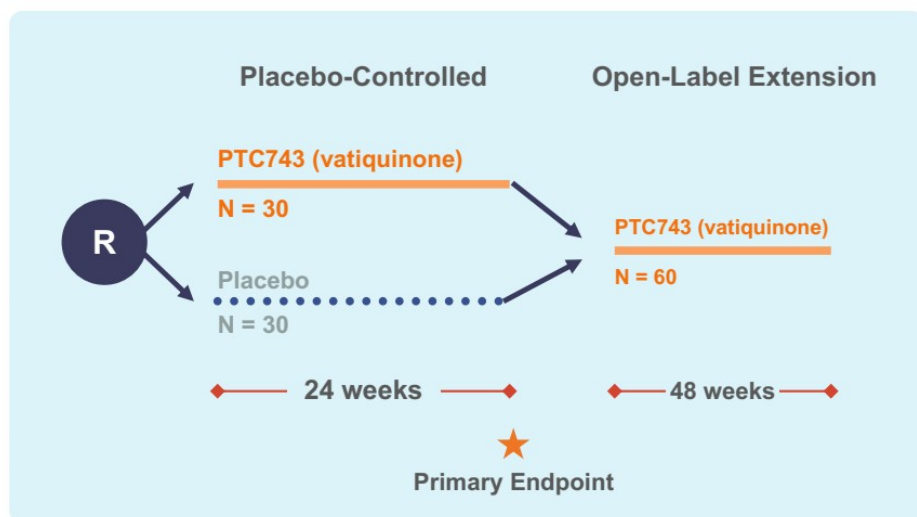 Placebo-Controlled
Open-Label Extension
PTC743 (vatiquinone)
N = 30
R
Placebo
N = 30
PTC743 (vatiquinone)
N = 60
24 weeks
48 weeks
Primary Endpoint